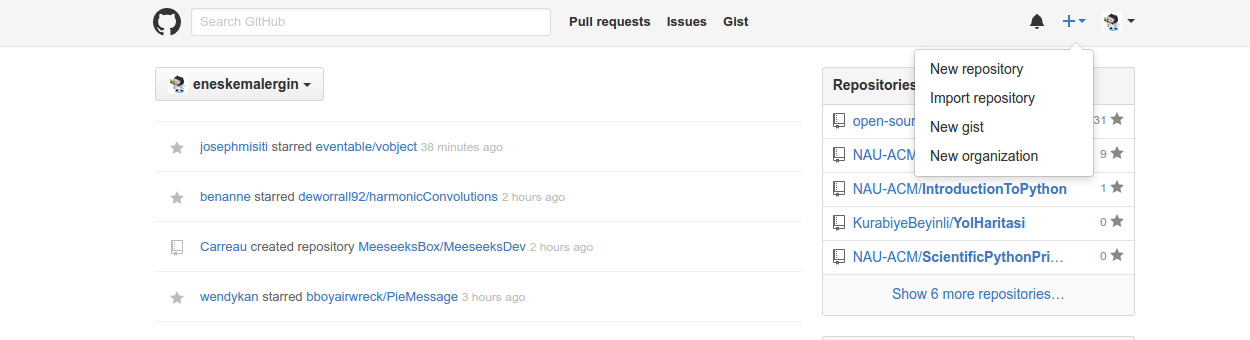 Search GitHub
Pull requests
Issues
Gist
eneskemalergin
josephmisiti starred eventable/vobject 38 minutes ago
benanne starred deworrall92/harmonicConvolutions 2 hours ago
Carreau created repository MeeseeksBox/MeeseeksDev 2 hours ago
wendykan starred bboyairwreck/PieMessage 3 hours ago
New repository
Import repository
New gist
New organization
Repositories
open-sour 31
NAU-ACM 9
NAU-ACM/IntroductionToPython 1
KurabiyeBeyinli/YolHaritasi 0
NAU-ACM/ScientificPythonPri… 0
Show 6 more repositories…